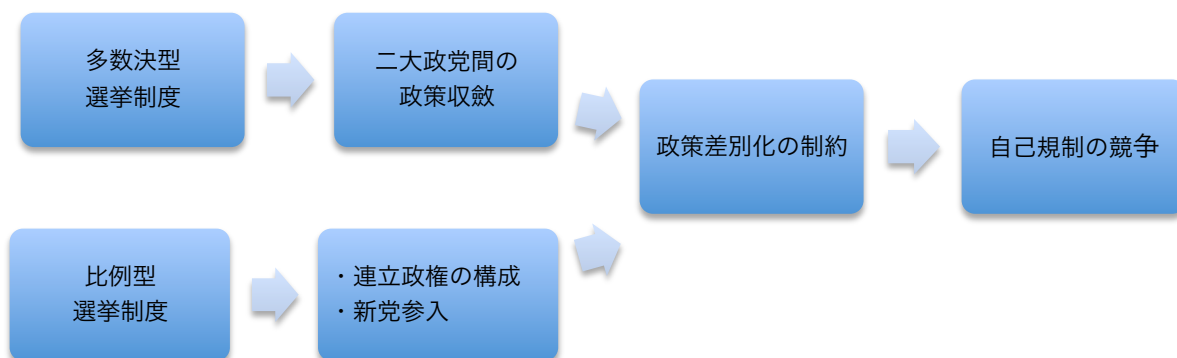 多数決型
選挙制度
二大政党間の
政策収斂
政策差別化の制約
自己規制の競争
比例型
選挙制度
・連立政権の構成
・新党参入